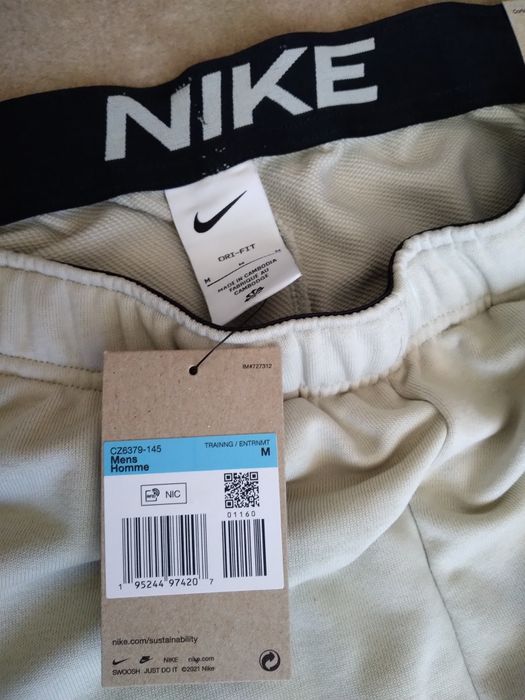 NIKE
DRI-FIT
M
M
MADE IN CAMBODIA
FABRIQUE AU
CAMBODGE
IM#727312
CZ6379-145
TRAINING / ENTRNMT
Mens
M
Homme
NIC
01160
1 95244 97420 7
nike.com/sustainability
NIKE nike.com
SWOOSH JUST DO IT ©2021 Nike